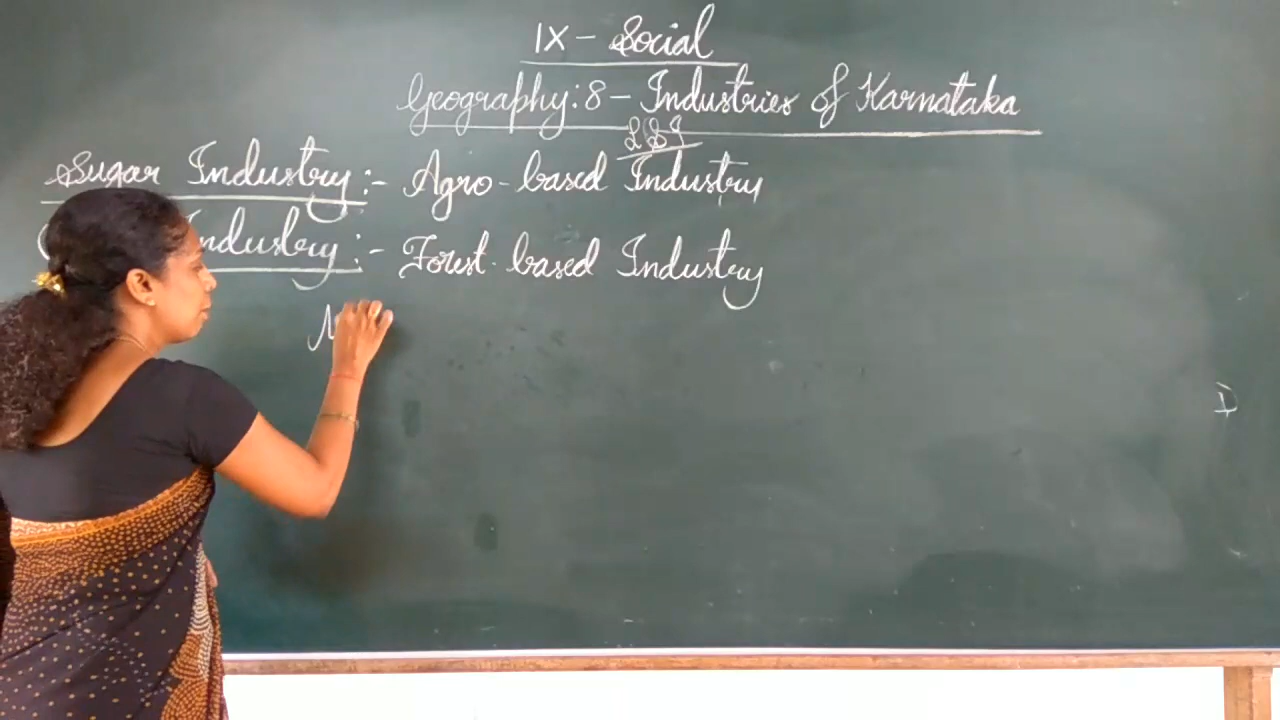 IX - Social
Geography: 8 - Industries of Karnataka
Sugar Industry :- Agro-based Industry
Industry :- Forest-based Industry